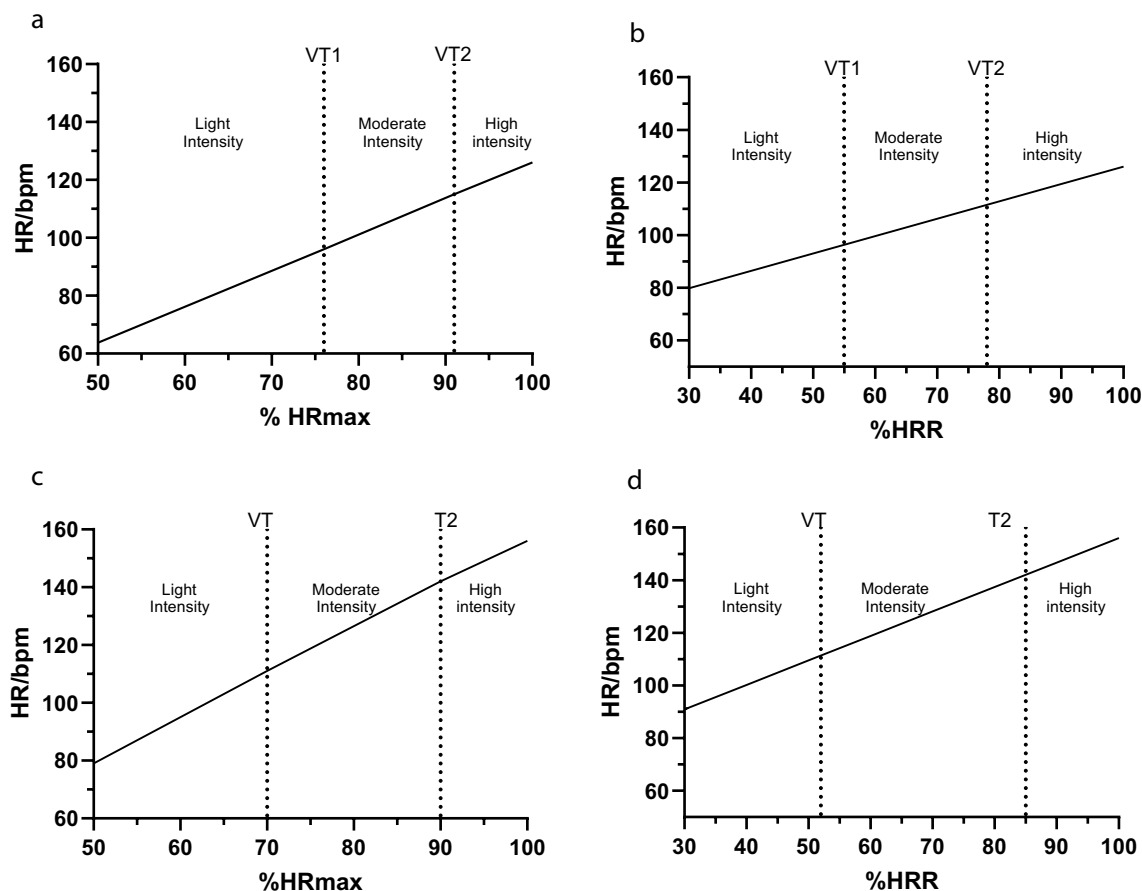 a
VT1 VT2
160
140
120
100
80
60
HR/bpm
Light
Intensity
Moderate
Intensity
High
intensity
50 60 70 80 90 100
% HRmax
b
VT1 VT2
160
140
120
100
80
60
HR/bpm
Light
Intensity
Moderate
Intensity
High
intensity
30 40 50 60 70 80 90 100
%HRR
c
VT T2
160
140
120
100
80
60
HR/bpm
Light
Intensity
Moderate
Intensity
High
intensity
50 60 70 80 90 100
%HRmax
d
VT T2
160
140
120
100
80
60
HR/bpm
Light
Intensity
Moderate
Intensity
High
intensity
30 40 50 60 70 80 90 100
%HRR